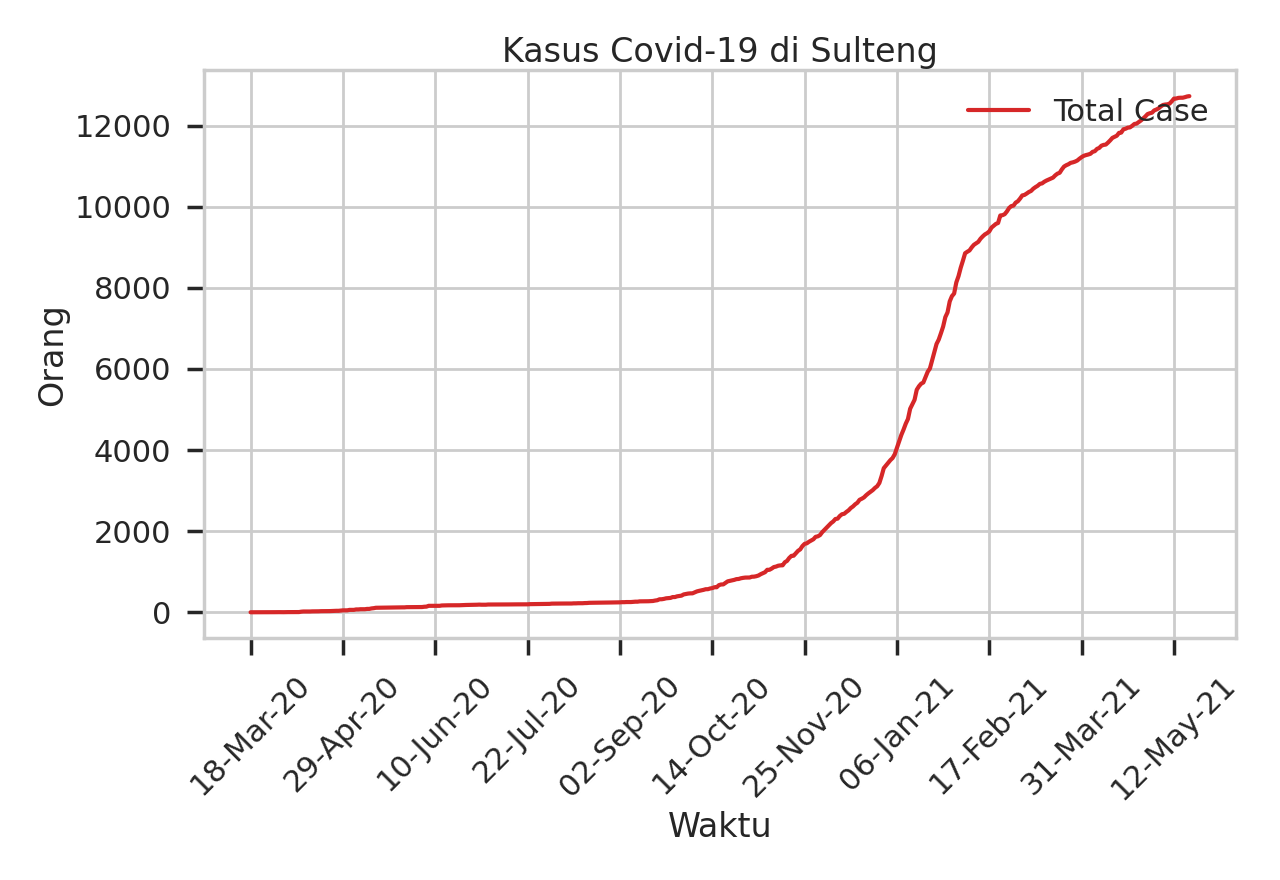 Kasus Covid-19 di Sulteng
Total Case
12000
10000
8000
6000
4000
2000
0
Orang
18-Mar-20
29-Apr-20
10-Jun-20
22-Jul-20
02-Sep-20
14-Oct-20
25-Nov-20
06-Jan-21
17-Feb-21
31-Mar-21
12-May-21
Waktu